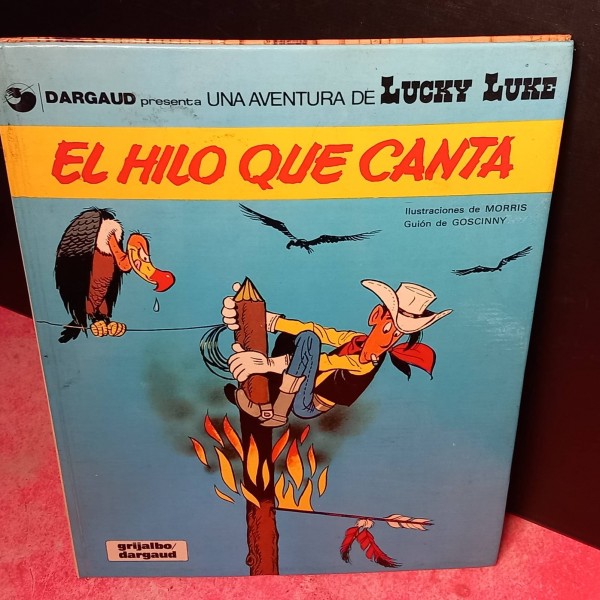 DARGAUD presenta UNA AVENTURA DE LUCKY LUKE
EL HILO QUE CANTA
Ilustraciones de MORRIS
Guión de GOSCINNY
grijalbo/
dargaud